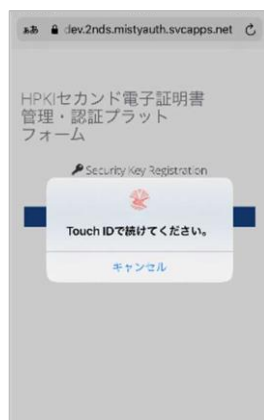 ぁあ dev.2nds.mistyauth.svcapps.net
HPKIセカンド電子証明書
管理・認証プラット
フォーム
Security Key Registration
Touch IDで続けてください。
キャンセル